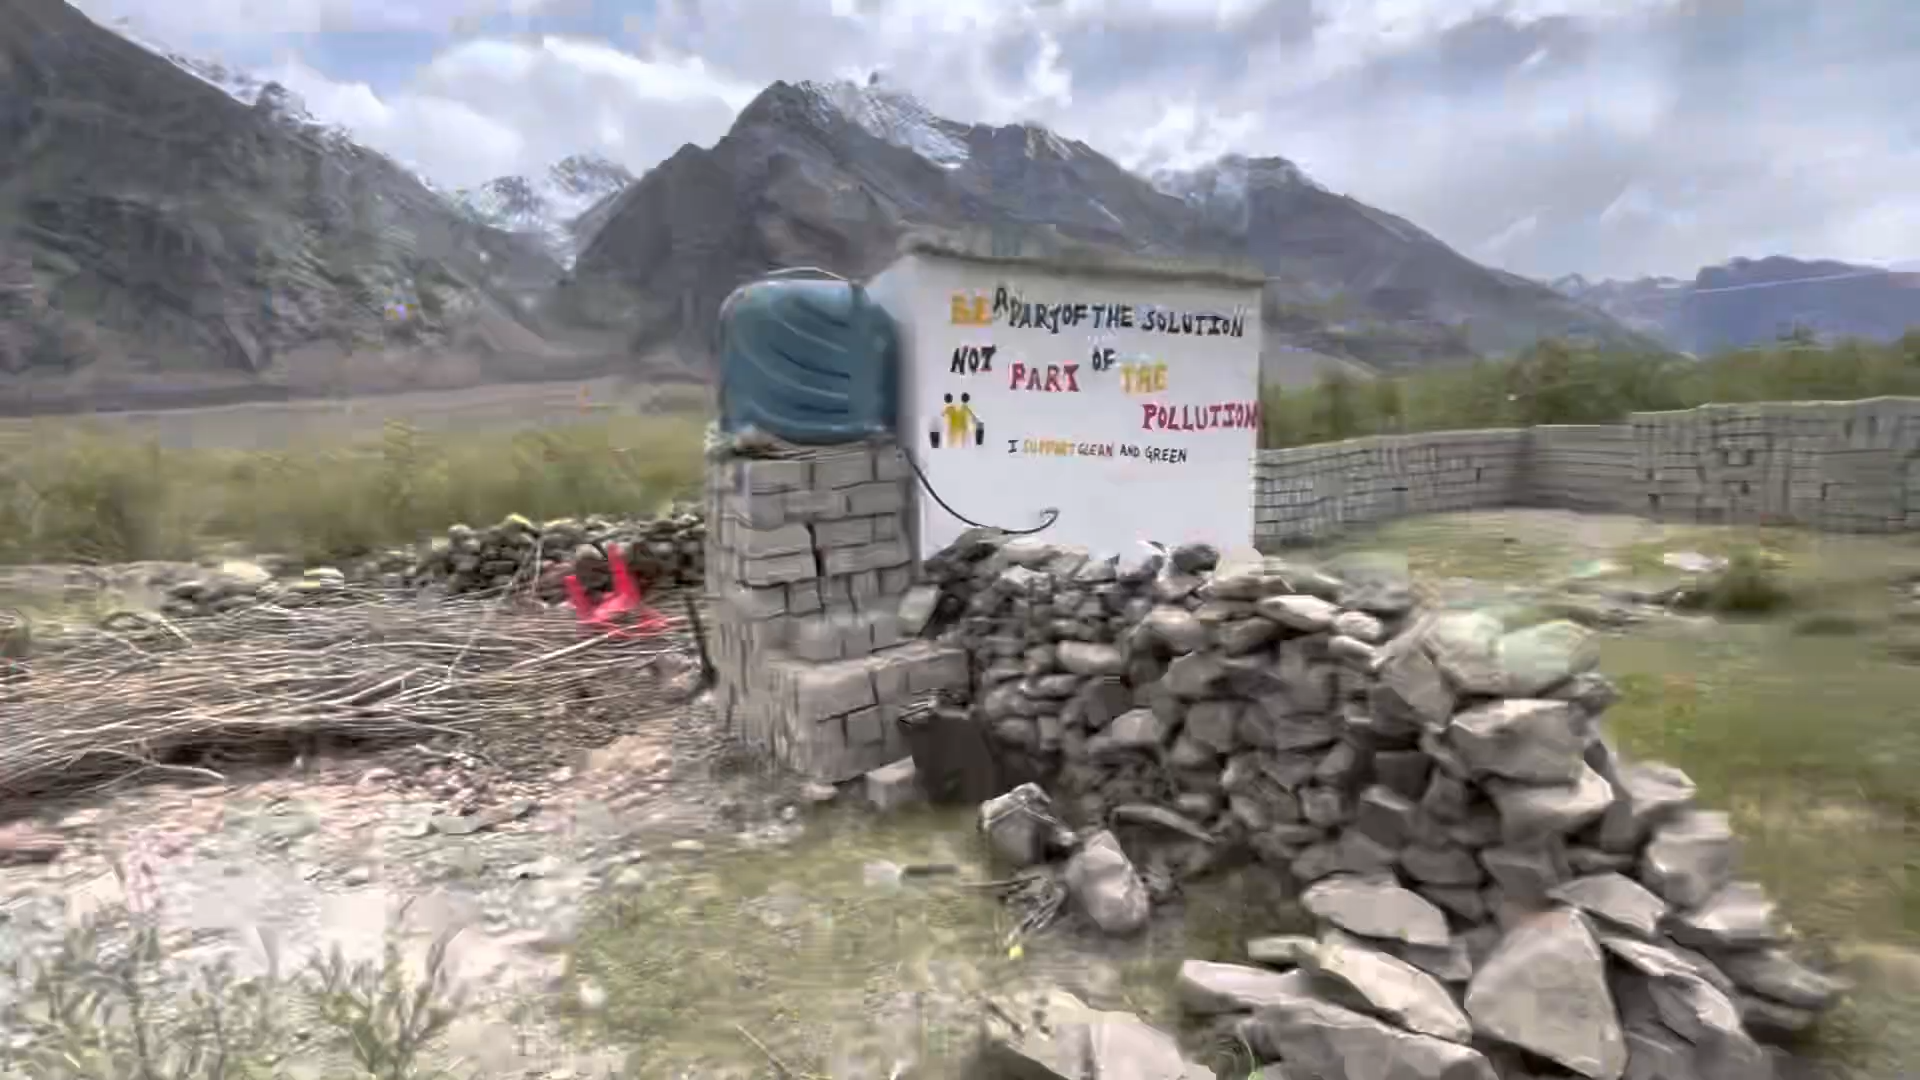 BE A PART OF THE SOLUTION
NOT PART OF THE
POLLUTION
I SUPPORT CLEAN AND GREEN